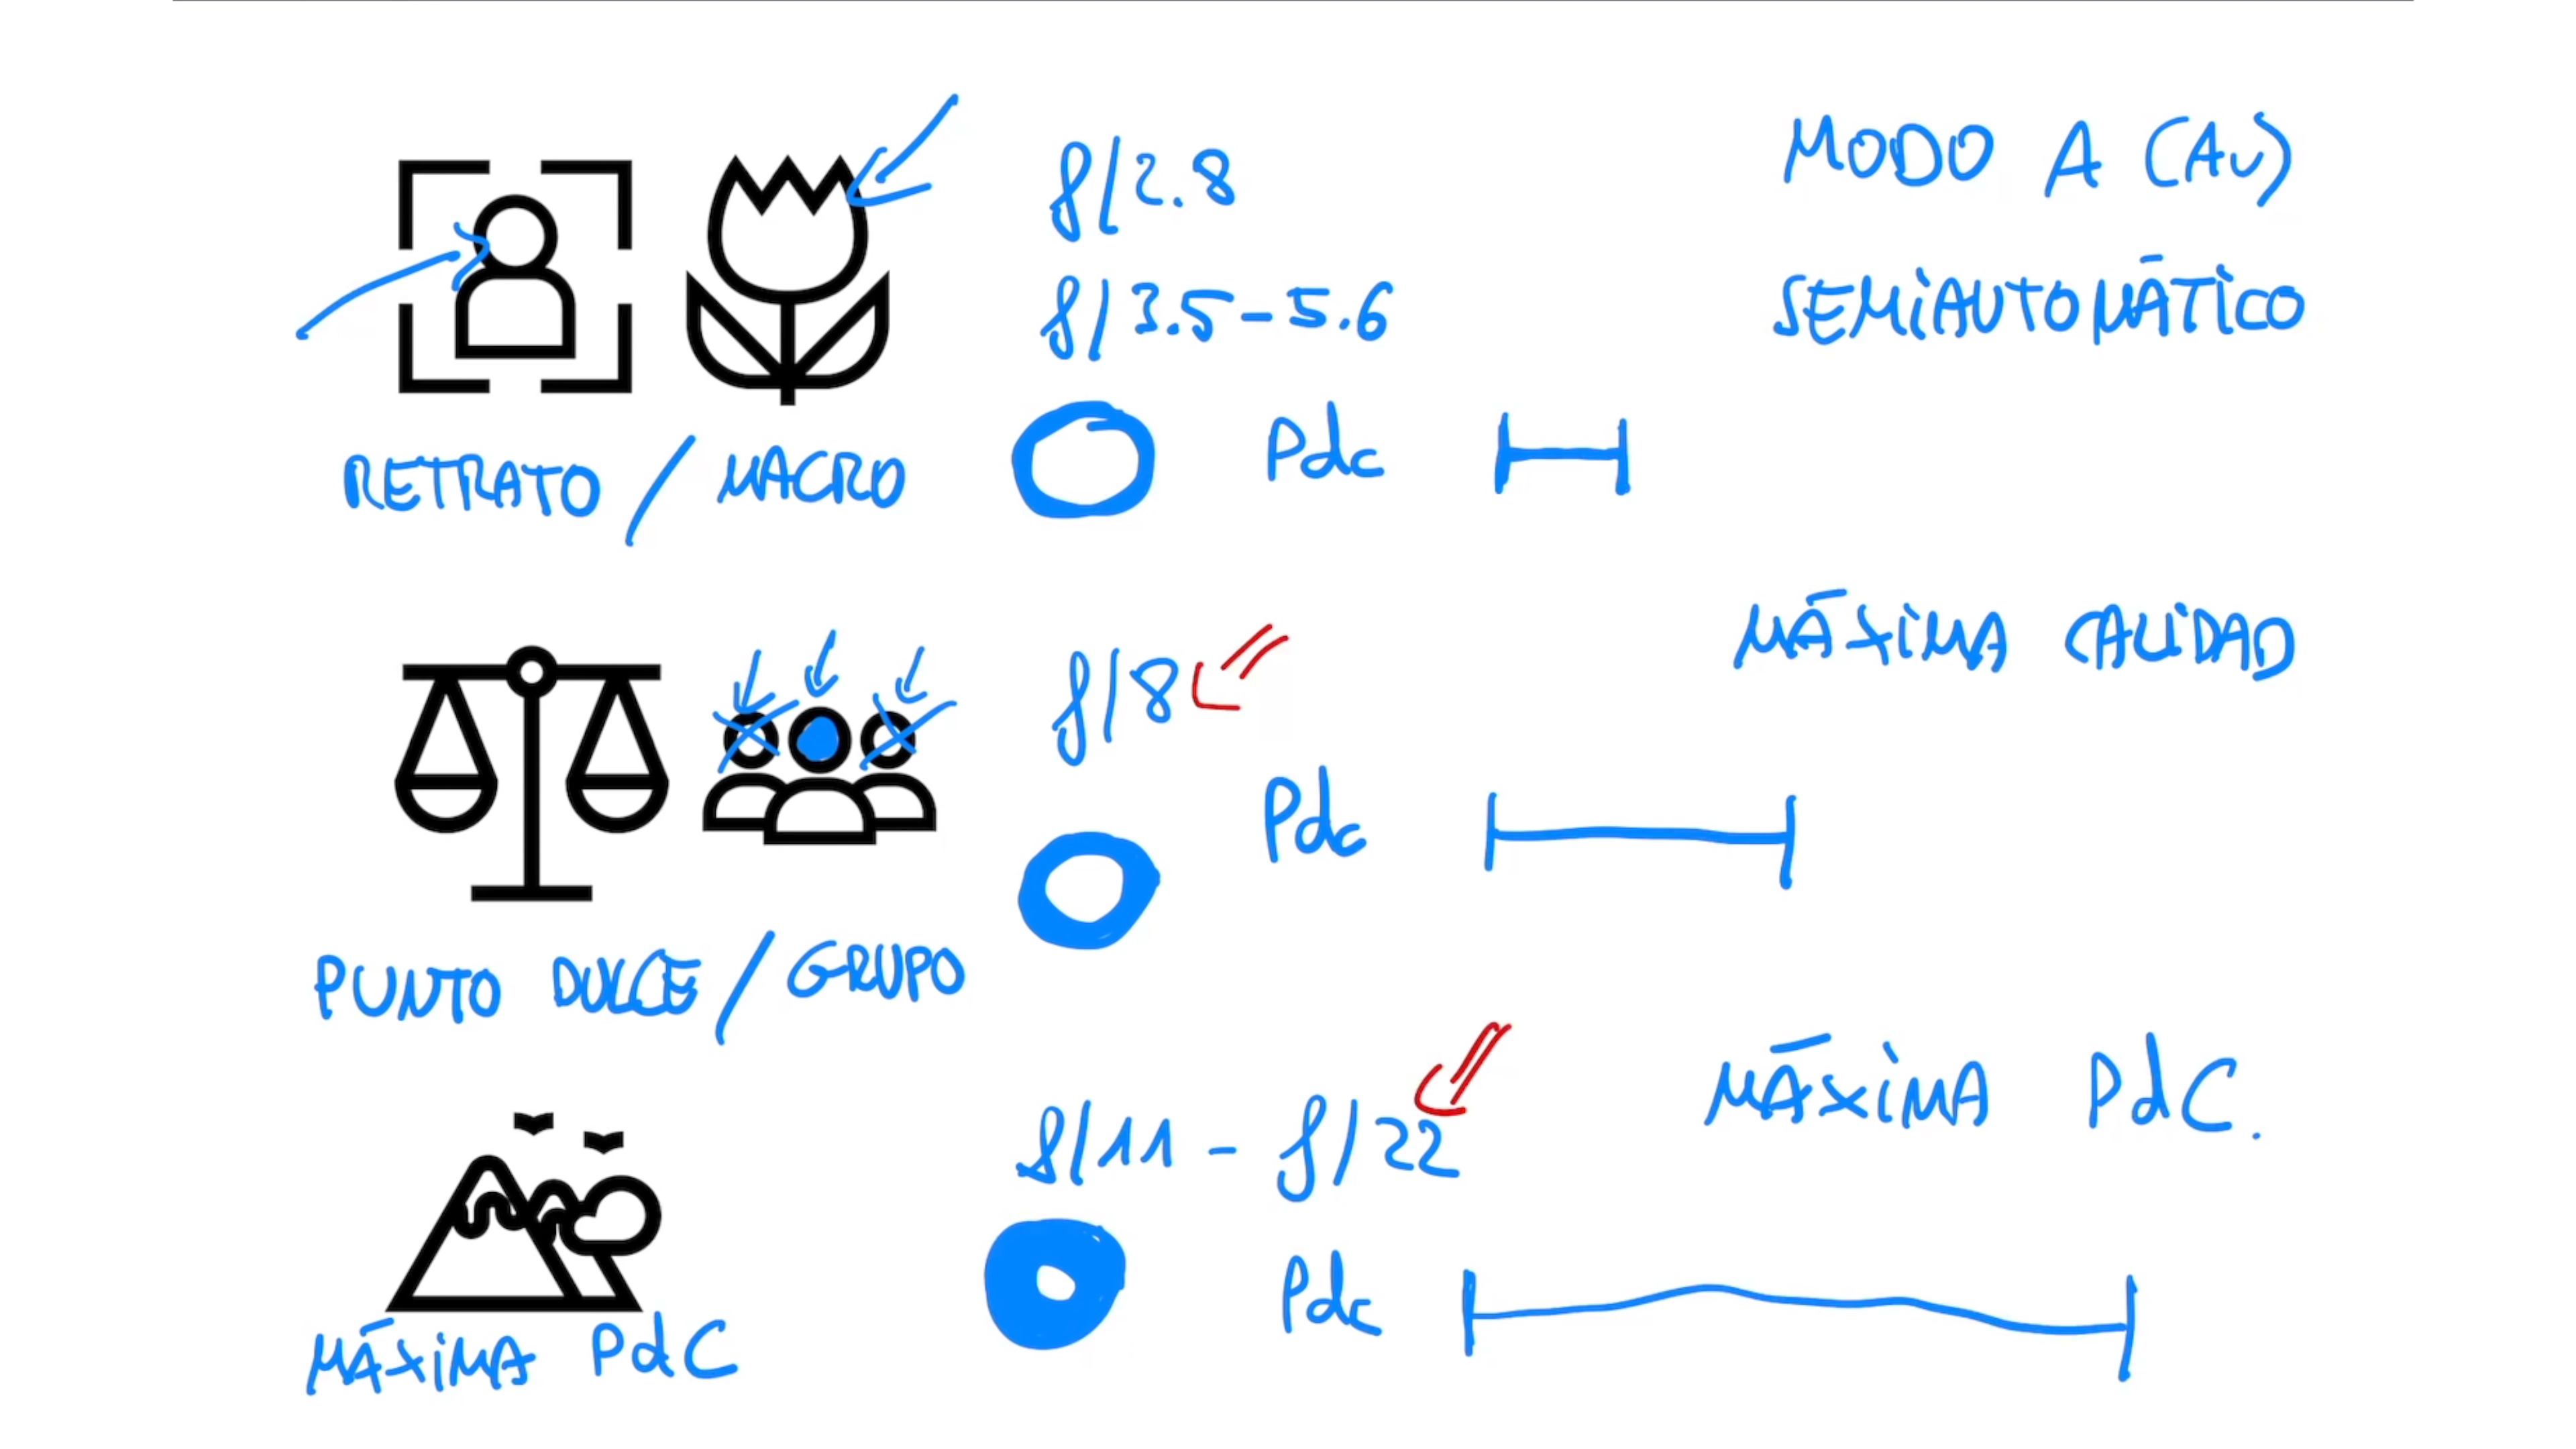 f/2.8
MODO A (Av)
f/3.5-5.6
SEMIAUTOMÁTICO
RETRATO / MACRO
Pdc
f/8
MÁXIMA CALIDAD
Pdc
PUNTO DULCE / GRUPO
f/11 - f/22
MÁXIMA PdC.
Pdc
MÁXIMA PdC